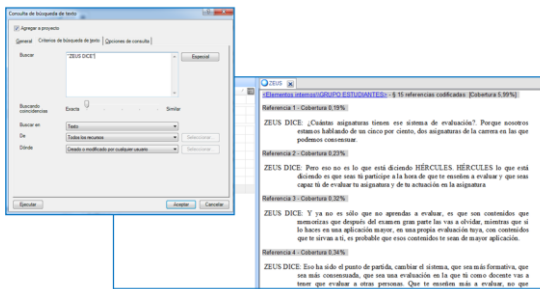 Consulta de búsqueda de texto
Agregar a proyecto
General Criterios de búsqueda de texto Opciones de consulta
Buscar
"ZEUS DICE"
Especial
Buscando coincidencias
Exacta
Similar
Buscar en
Texto
De
Todos los recursos
Seleccionar...
Dónde
Creado o modificado por cualquier usuario
Seleccionar...
Ejecutar
Aceptar
Cancelar
ZEUS
<Elementos internos\\GRUPO ESTUDIANTES> - § 15 referencias codificadas [Cobertura 5,99%]
Referencia 1 - Cobertura 0,19%
ZEUS DICE: ¿Cuántas asignaturas tienen ese sistema de evaluación?. Porque nosotros
estamos hablando de un cinco por ciento, dos asignaturas de la carrera en las que
podemos consensuar.
Referencia 2 - Cobertura 0,23%
ZEUS DICE: Pero eso no es lo que está diciendo HÉRCULES. HÉRCULES lo que está
diciendo es que seas tú partícipe a la hora de que te enseñen a evaluar y que seas
capaz tú de evaluar tu asignatura y de tu actuación en la asignatura
Referencia 3 - Cobertura 0,32%
ZEUS DICE: Y ya no es sólo que no aprendas a evaluar, es que son contenidos que
memorizas que después del examen gran parte las vas a olvidar, mientras que si
lo haces en una aplicación mayor, en una propia evaluación tuya, con contenidos
que te sirvan a ti, es probable que esos contenidos te sean de mayor aplicación.
Referencia 4 - Cobertura 0,34%
ZEUS DICE: Eso ha sido el punto de partida, cambiar el sistema, que sea más formativa, que
sea más consensuada, que sea una evaluación en la que tú como docente vas a
tener que evaluar a otras personas. Que te enseñen más a evaluar, no que